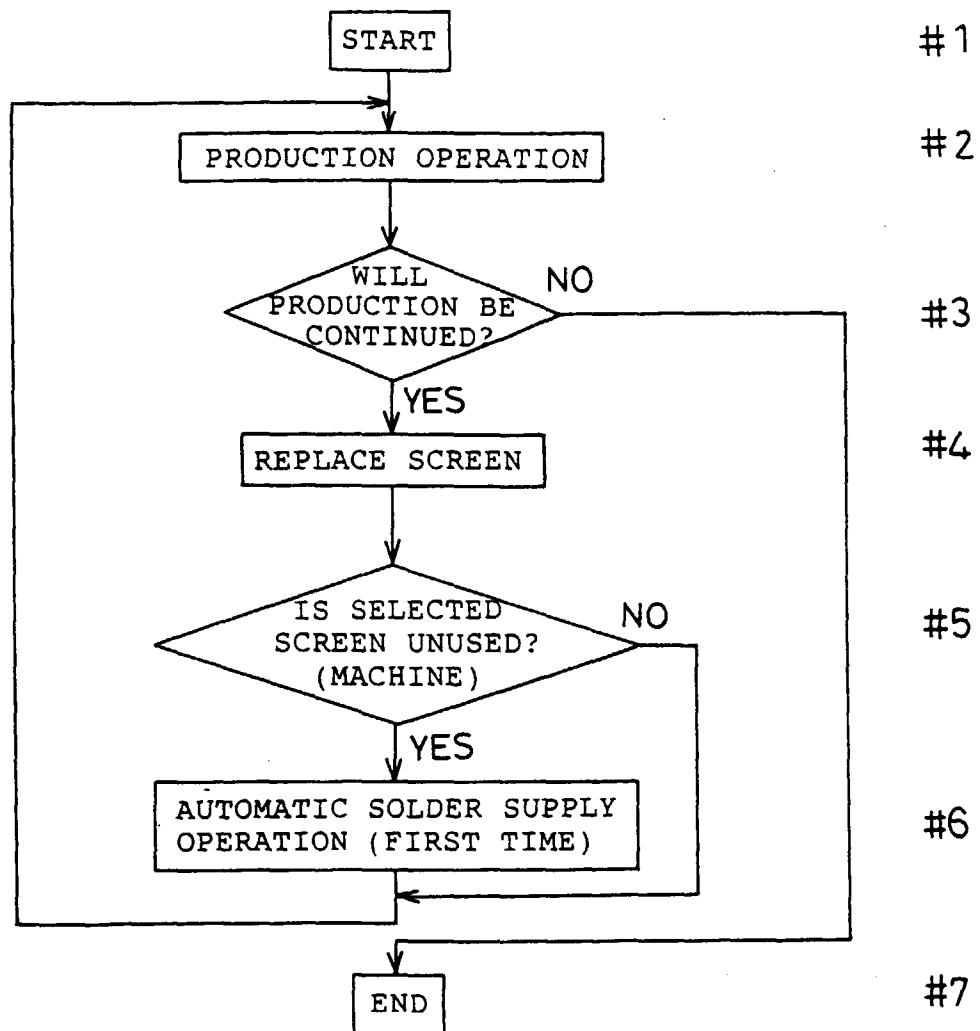 START #1
PRODUCTION OPERATION #2
WILL
PRODUCTION BE
CONTINUED?
NO
#3
YES
REPLACE SCREEN #4
IS SELECTED
SCREEN UNUSED?
(MACHINE)
NO
#5
YES
AUTOMATIC SOLDER SUPPLY
OPERATION (FIRST TIME)
#6
END #7